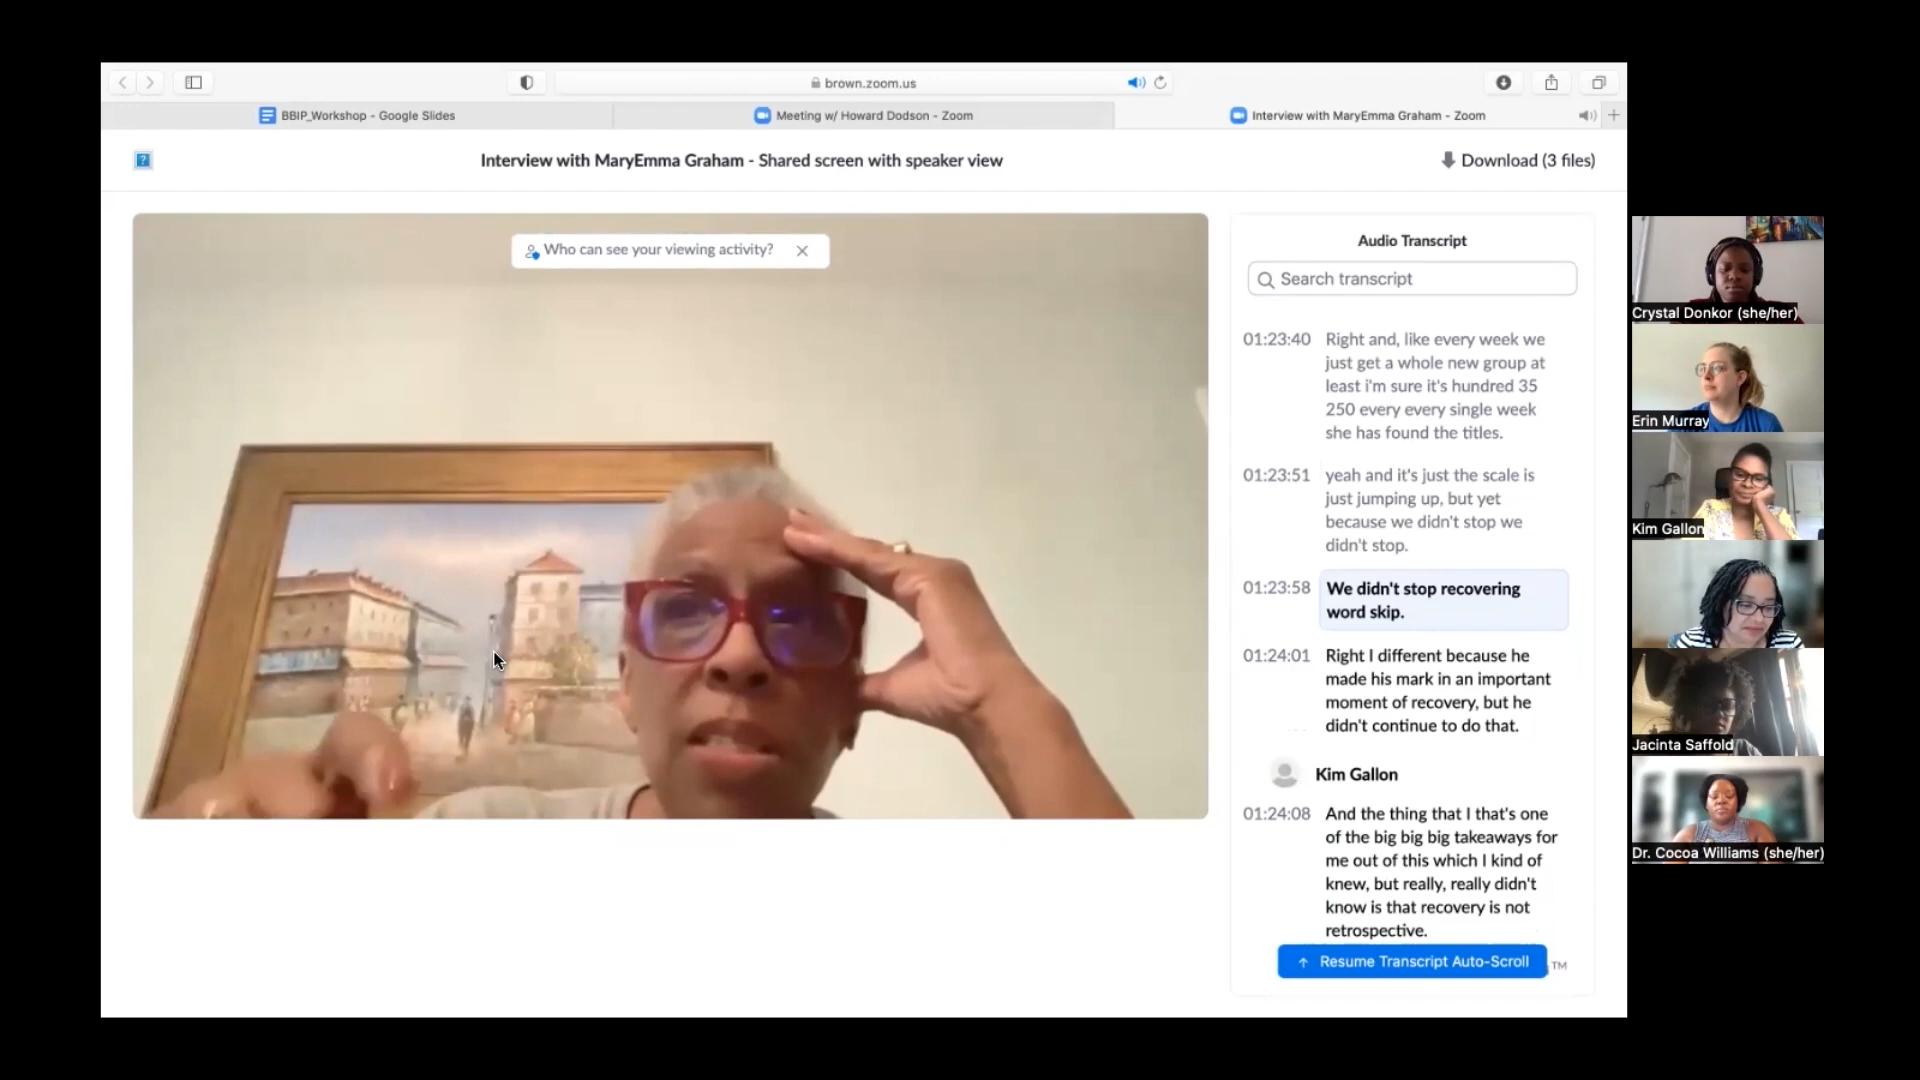 brown.zoom.us
BBIP_Workshop - Google Slides
Meeting w/ Howard Dodson - Zoom
Interview with MaryEmma Graham - Zoom
Interview with MaryEmma Graham - Shared screen with speaker view
Download (3 files)
Who can see your viewing activity?
Audio Transcript
Search transcript
01:23:40 Right and, like every week we
just get a whole new group at
least i'm sure it's hundred 35
250 every every single week
she has found the titles.
01:23:51 yeah and it's just the scale is
just jumping up, but yet
because we didn't stop we
didn't stop.
01:23:58 We didn't stop recovering
word skip.
01:24:01 Right I different because he
made his mark in an important
moment of recovery, but he
didn't continue to do that.
Kim Gallon
01:24:08 And the thing that I that's one
of the big big big takeaways for
me out of this which I kind of
knew, but really, really didn't
know is that recovery is not
retrospective.
Resume Transcript Auto-Scroll
TM
Crystal Donkor (she/her)
Erin Murray
Kim Gallon
Jacinta Saffold
Dr. Cocoa Williams (she/her)